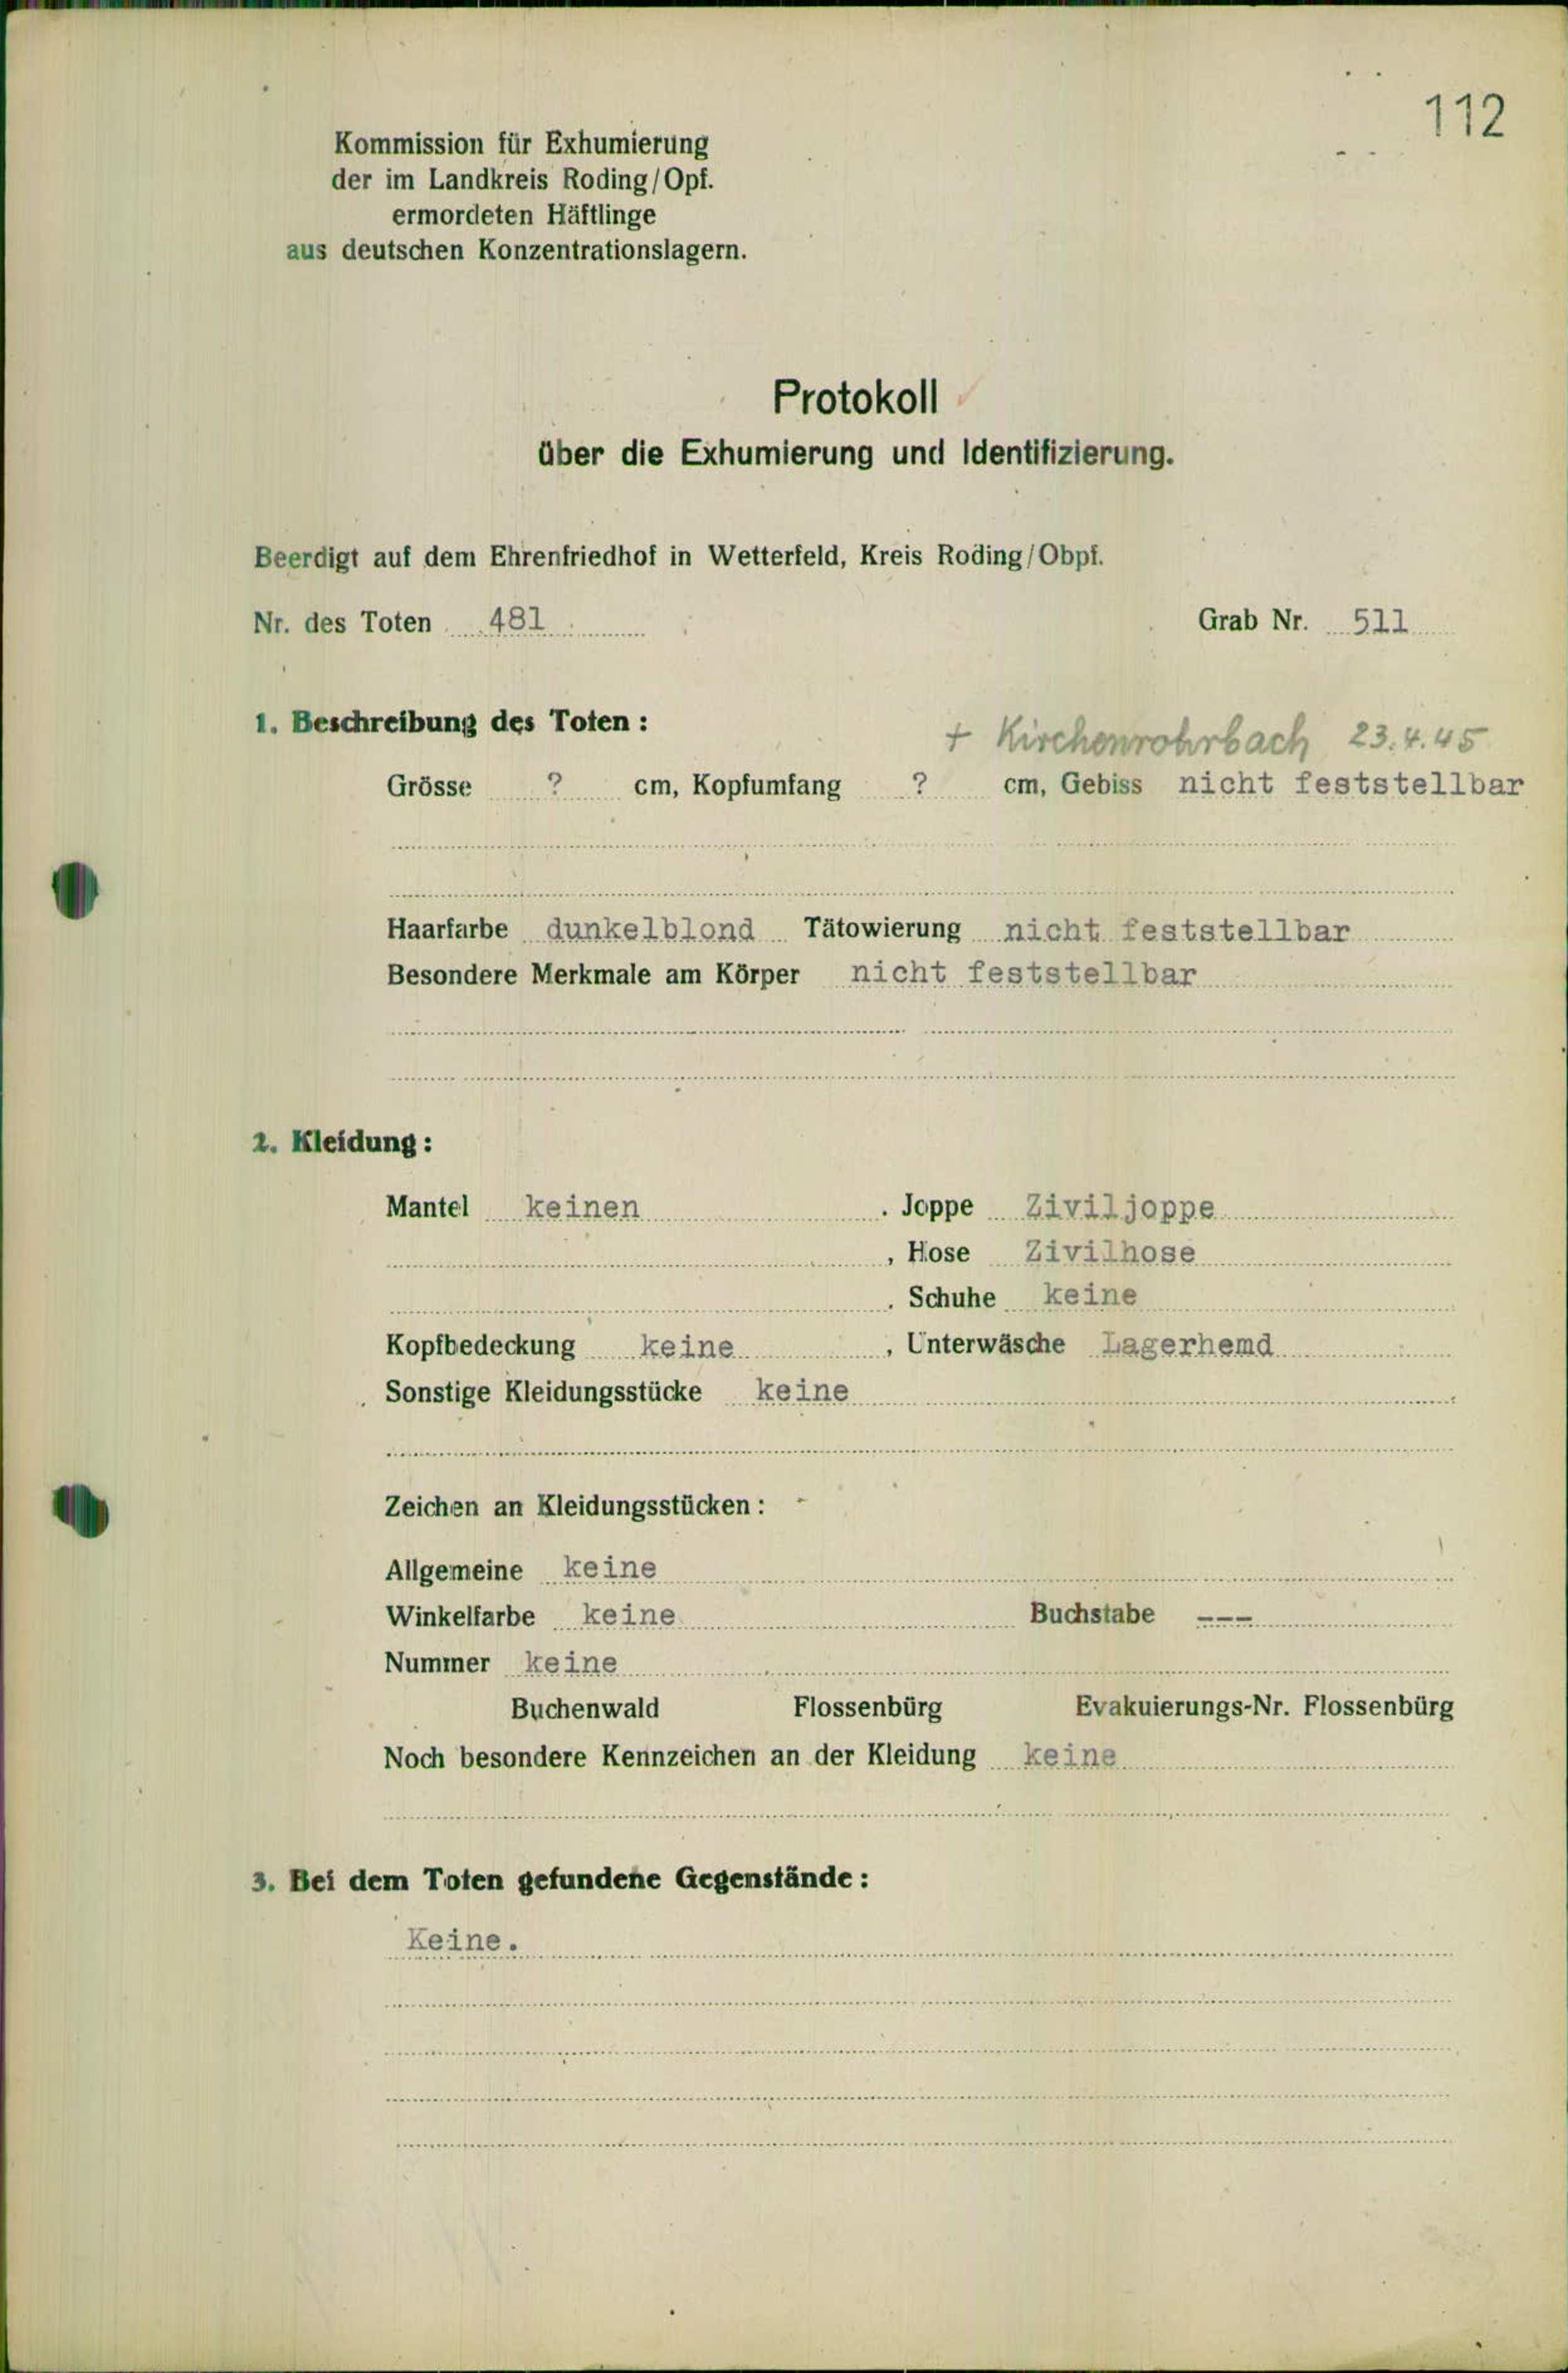 112
Kommission für Exhumierung
der im Landkreis Roding/Opf.
ermordeten Häftlinge
aus deutschen Konzentrationslagern.
Protokoll
über die Exhumierung und Identifizierung.
Beerdigt auf dem Ehrenfriedhof in Wetterfeld, Kreis Roding/Obpf.
Nr. des Toten 481 Grab Nr. 511
1. Beschreibung des Toten:
+ Kirchenrohrbach 23.4.45
Grösse ? cm, Kopfumfang ? cm, Gebiss nicht feststellbar
Haarfarbe dunkelblond Tätowierung nicht feststellbar
Besondere Merkmale am Körper nicht feststellbar
2. Kleidung:
Mantel keinen . Joppe Ziviljoppe
, Hose Zivilhose
. Schuhe keine
Kopfbedeckung keine , Unterwäsche Lagerhemd
Sonstige Kleidungsstücke keine
Zeichen an Kleidungsstücken:
Allgemeine keine
Winkelfarbe keine Buchstabe ---
Nummer keine
Buchenwald Flossenbürg Evakuierungs-Nr. Flossenbürg
Noch besondere Kennzeichen an der Kleidung keine
3. Bei dem Toten gefundene Gegenstände:
Keine.